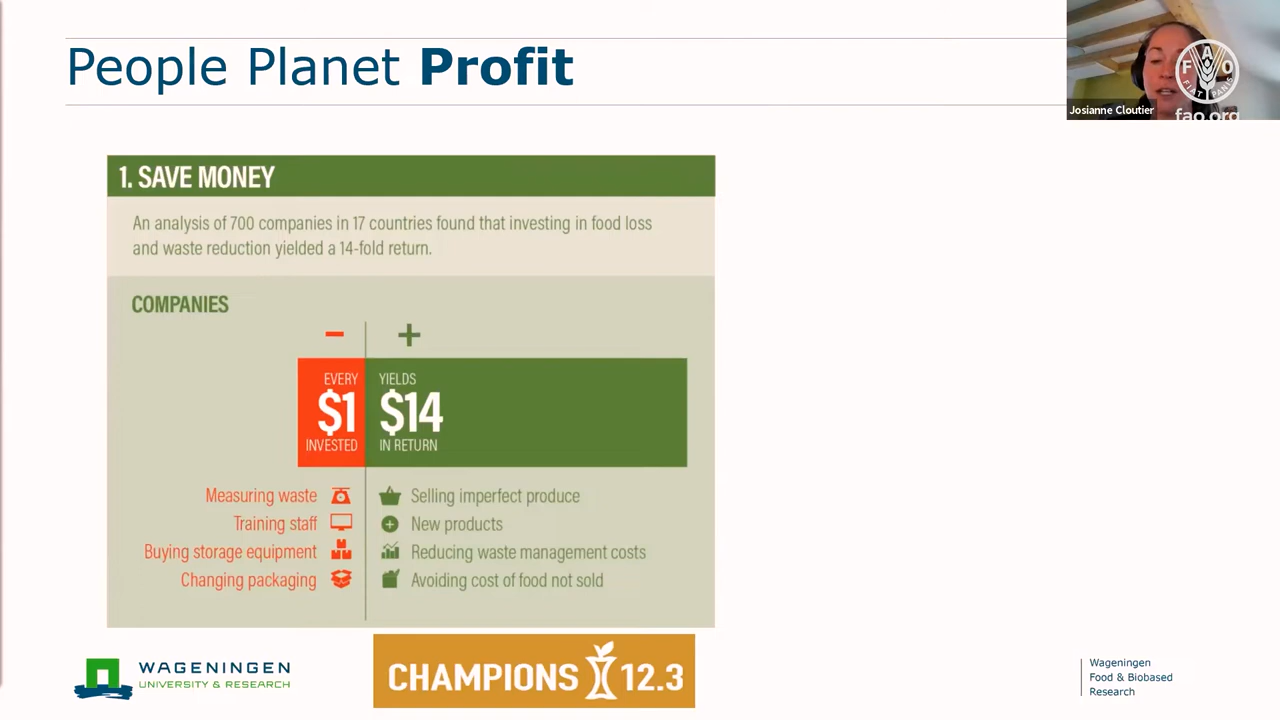 People Planet Profit
FAO
FIAT PANIS
fao.org
Josianne Cloutier
1. SAVE MONEY
An analysis of 700 companies in 17 countries found that investing in food loss
and waste reduction yielded a 14-fold return.
COMPANIES
− +
EVERY
$1
INVESTED
YIELDS
$14
IN RETURN
Measuring waste
Training staff
Buying storage equipment
Changing packaging
Selling imperfect produce
New products
Reducing waste management costs
Avoiding cost of food not sold
WAGENINGEN
UNIVERSITY & RESEARCH
CHAMPIONS 12.3
Wageningen
Food & Biobased
Research